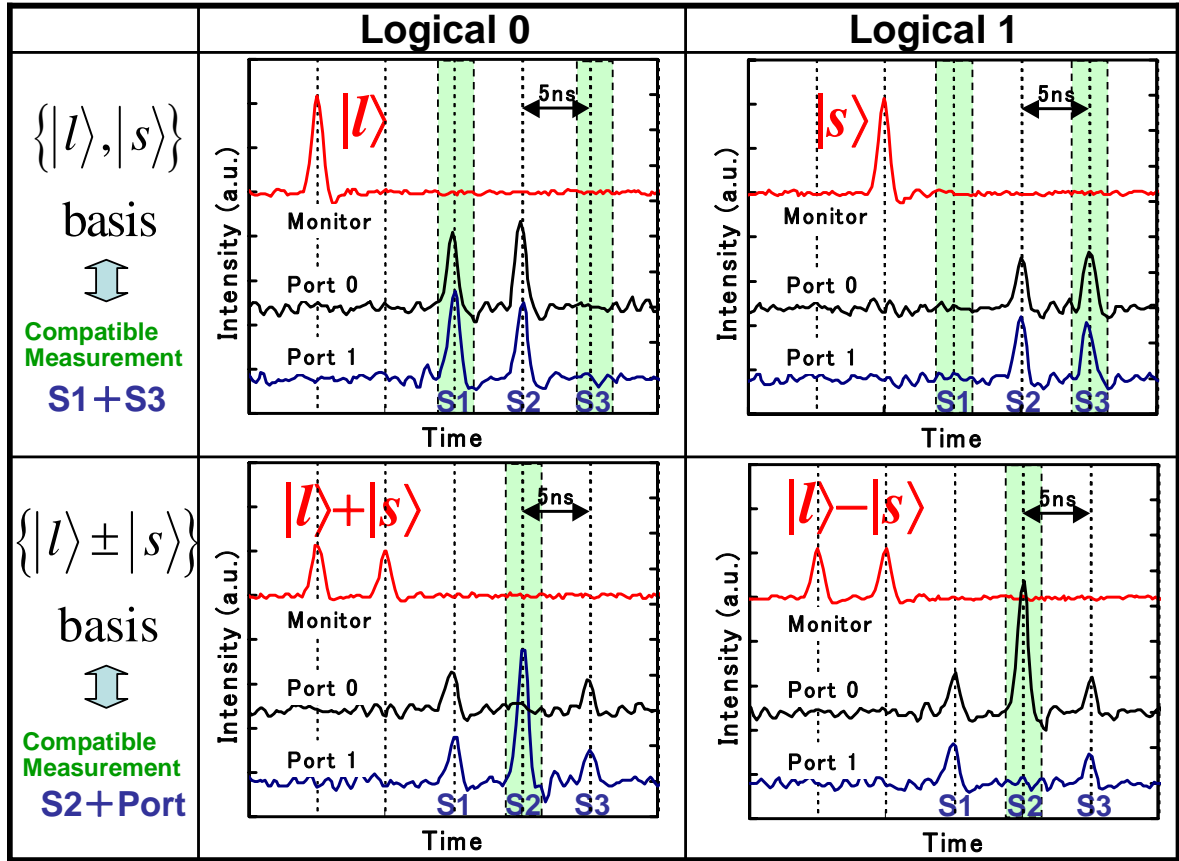 Logical 0
Logical 1
{|l⟩,|s⟩}
basis
Compatible
Measurement
S1+S3
Intensity (a.u.)
|l⟩
5ns
Monitor
Port 0
Port 1
S1 S2 S3
Time
Intensity (a.u.)
|s⟩
5ns
Monitor
Port 0
Port 1
S1 S2 S3
Time
{|l⟩ ± |s⟩}
basis
Compatible
Measurement
S2+Port
Intensity (a.u.)
|l⟩+|s⟩
5ns
Monitor
Port 0
Port 1
S1 S2 S3
Time
Intensity (a.u.)
|l⟩−|s⟩
5ns
Monitor
Port 0
Port 1
S1 S2 S3
Time